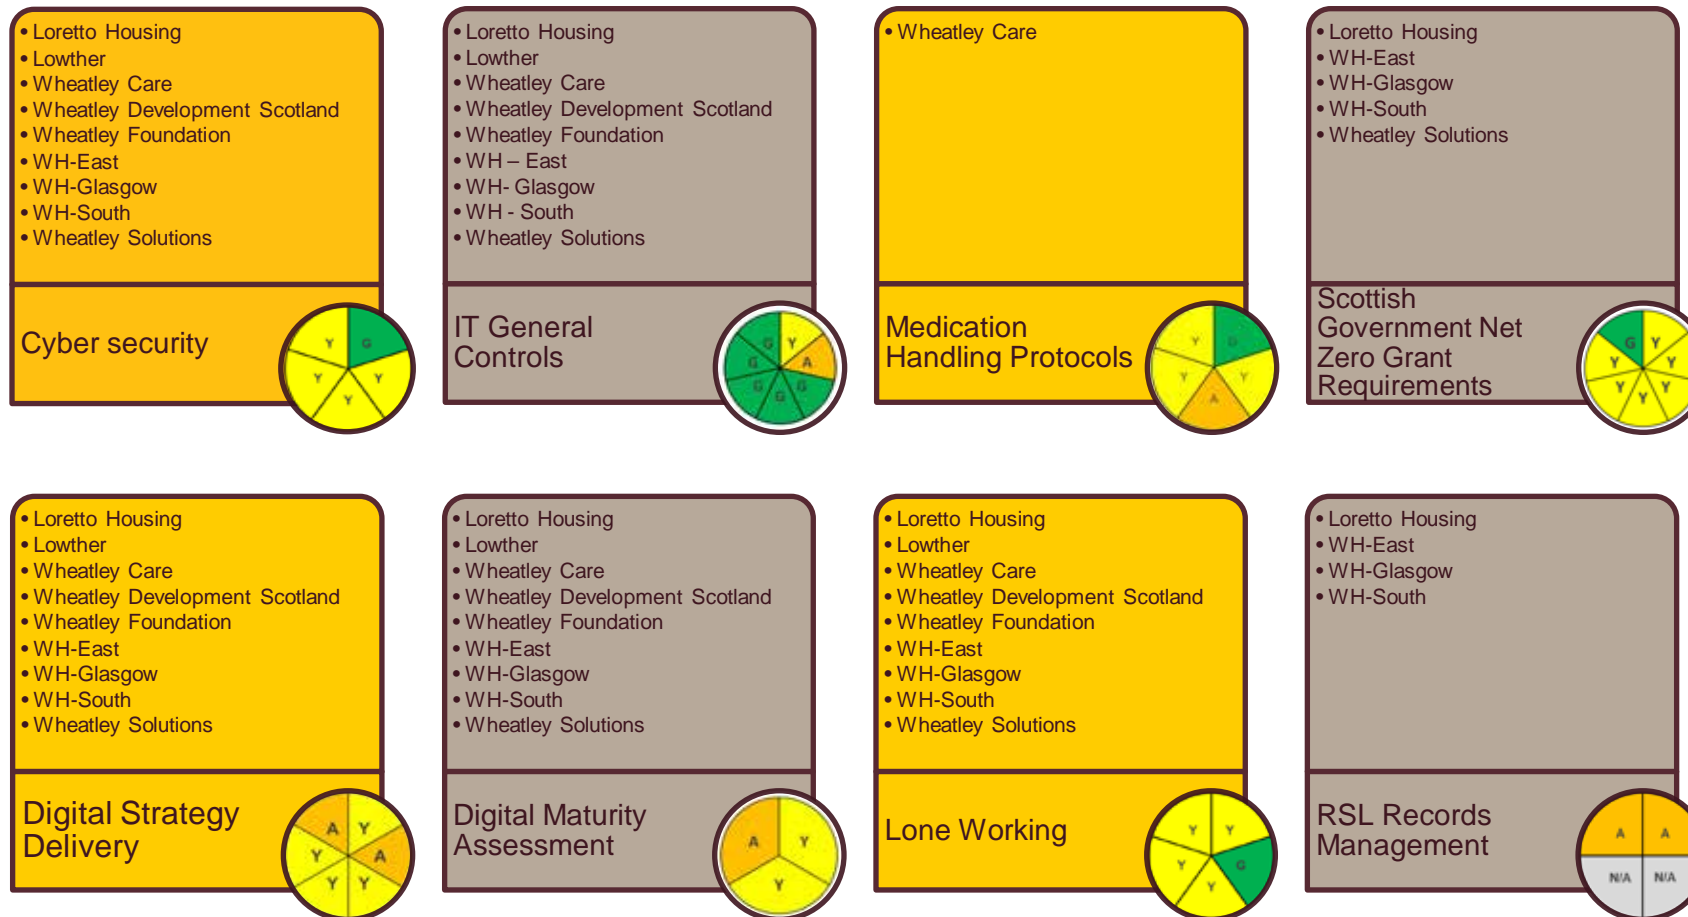 • Loretto Housing
• Lowther
• Wheatley Care
• Wheatley Development Scotland
• Wheatley Foundation
• WH-East
• WH-Glasgow
• WH-South
• Wheatley Solutions
Cyber security
Y
G
Y
Y
Y
• Loretto Housing
• Lowther
• Wheatley Care
• Wheatley Development Scotland
• Wheatley Foundation
• WH – East
• WH- Glasgow
• WH - South
• Wheatley Solutions
IT General
Controls
G
Y
G
A
G
G
G
• Wheatley Care
Medication
Handling Protocols
Y
G
Y
Y
A
• Loretto Housing
• WH-East
• WH-Glasgow
• WH-South
• Wheatley Solutions
Scottish
Government Net
Zero Grant
Requirements
G
Y
Y
Y
Y
Y
Y
• Loretto Housing
• Lowther
• Wheatley Care
• Wheatley Development Scotland
• Wheatley Foundation
• WH-East
• WH-Glasgow
• WH-South
• Wheatley Solutions
Digital Strategy
Delivery
A
Y
Y
A
Y
Y
• Loretto Housing
• Lowther
• Wheatley Care
• Wheatley Development Scotland
• Wheatley Foundation
• WH-East
• WH-Glasgow
• WH-South
• Wheatley Solutions
Digital Maturity
Assessment
A
Y
Y
• Loretto Housing
• Lowther
• Wheatley Care
• Wheatley Development Scotland
• Wheatley Foundation
• WH-East
• WH-Glasgow
• WH-South
• Wheatley Solutions
Lone Working
Y
Y
Y
G
Y
• Loretto Housing
• WH-East
• WH-Glasgow
• WH-South
RSL Records
Management
A
A
N/A
N/A